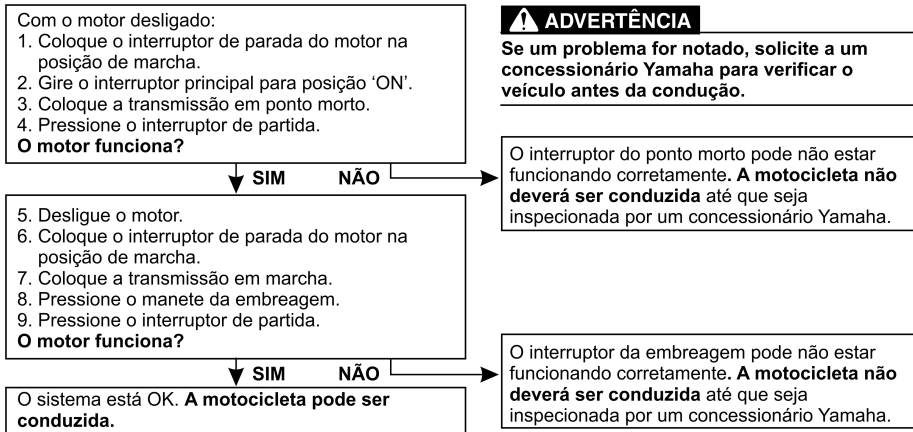 Com o motor desligado:
1. Coloque o interruptor de parada do motor na
posição de marcha.
2. Gire o interruptor principal para posição ‘ON’.
3. Coloque a transmissão em ponto morto.
4. Pressione o interruptor de partida.
O motor funciona?
ADVERTÊNCIA
Se um problema for notado, solicite a um
concessionário Yamaha para verificar o
veículo antes da condução.
SIM NÃO
O interruptor do ponto morto pode não estar
funcionando corretamente. A motocicleta não
deverá ser conduzida até que seja
inspecionada por um concessionário Yamaha.
5. Desligue o motor.
6. Coloque o interruptor de parada do motor na
posição de marcha.
7. Coloque a transmissão em marcha.
8. Pressione o manete da embreagem.
9. Pressione o interruptor de partida.
O motor funciona?
SIM NÃO
O interruptor da embreagem pode não estar
funcionando corretamente. A motocicleta não
deverá ser conduzida até que seja
inspecionada por um concessionário Yamaha.
O sistema está OK. A motocicleta pode ser
conduzida.